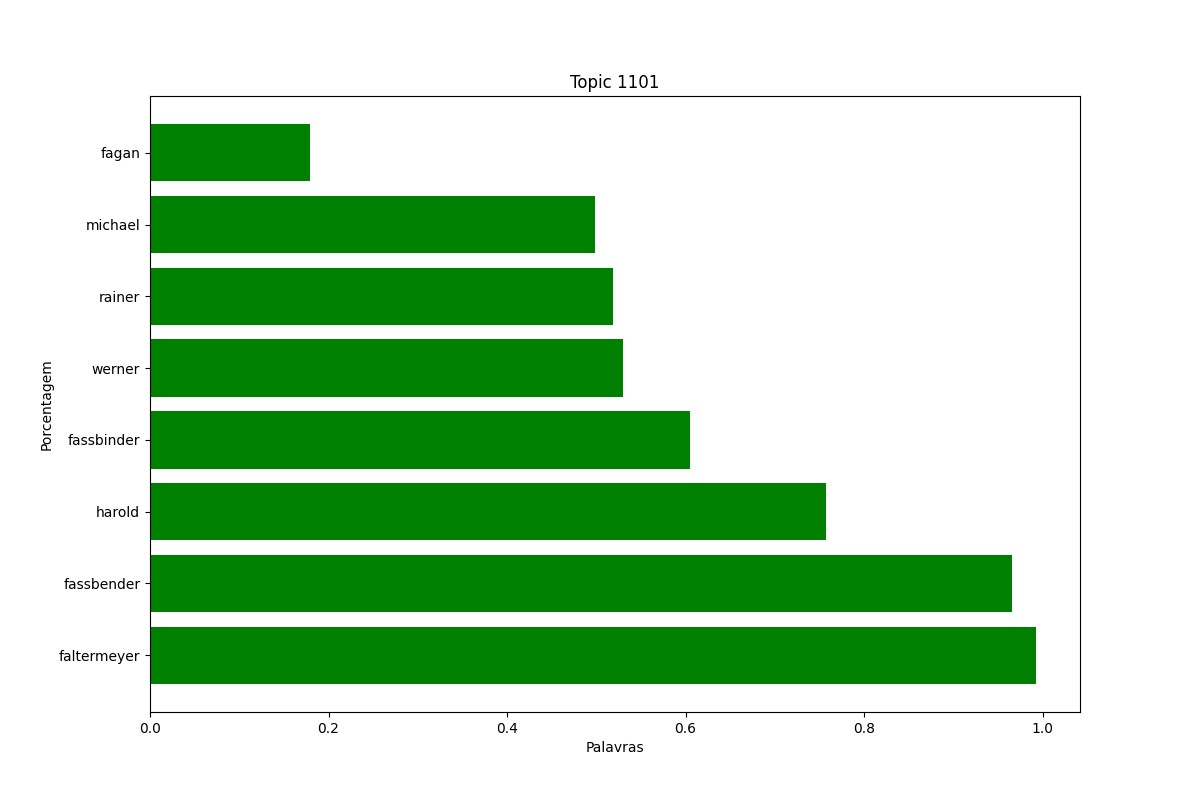 Topic 1101
fagan
michael
rainer
werner
fassbinder
harold
fassbender
faltermeyer
Porcentagem
0.0 0.2 0.4 0.6 0.8 1.0
Palavras